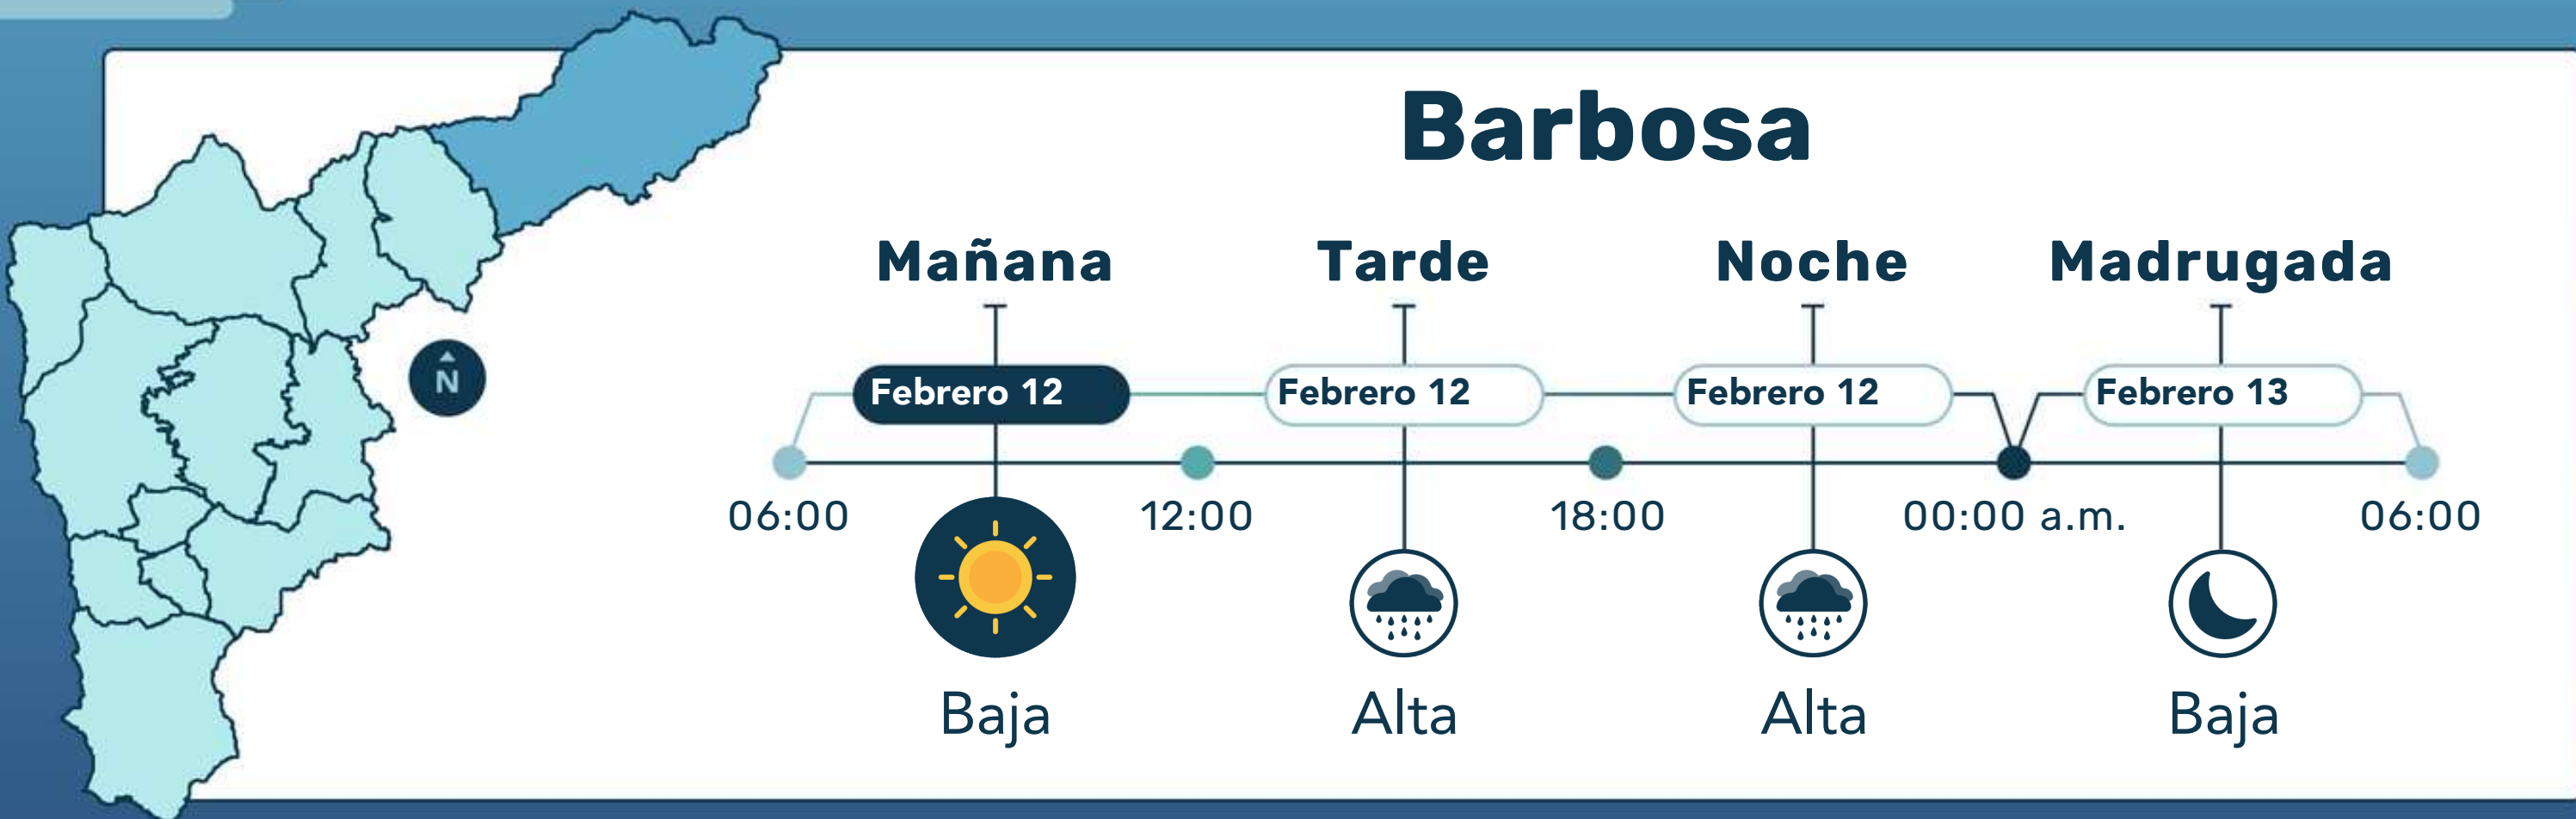 Barbosa
Mañana
Tarde
Noche
Madrugada
Febrero 12
Febrero 12
Febrero 12
Febrero 13
N
06:00
12:00
18:00
00:00 a.m.
06:00
Baja
Alta
Alta
Baja